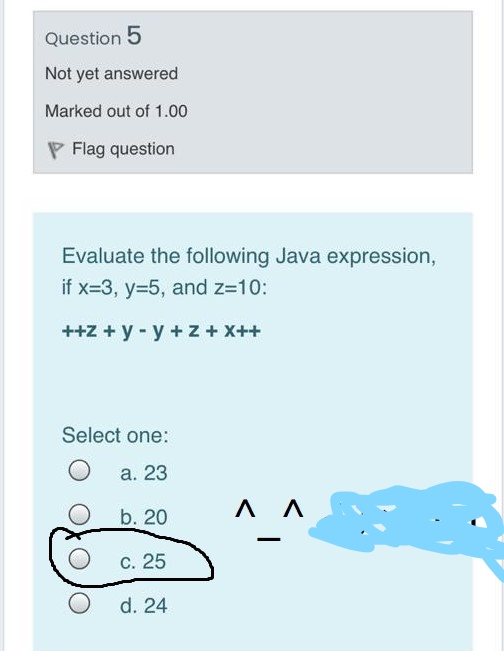 Question 5
Not yet answered
Marked out of 1.00
Flag question
Evaluate the following Java expression,
if x=3, y=5, and z=10:
++z + y - y + z + x++
Select one:
a. 23
b. 20
^_^
c. 25
d. 24